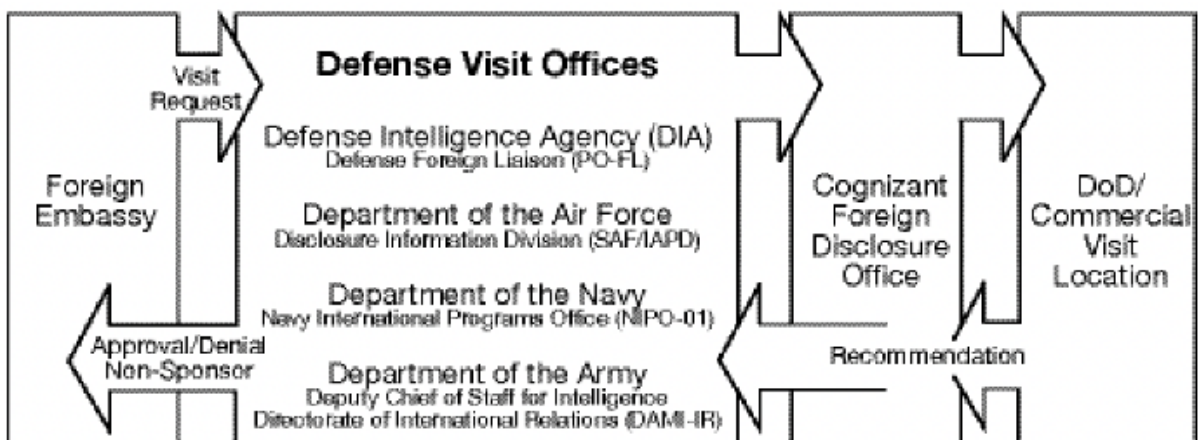 Visit
Request
Foreign
Embassy
Approval/Denial
Non-Sponsor
Defense Visit Offices
Defense Intelligence Agency (DIA)
Defense Foreign Liaison (PO-FL)
Department of the Air Force
Disclosure Information Division (SAF/IAPD)
Department of the Navy
Navy International Programs Office (NIPO-01)
Department of the Army
Deputy Chief of Staff for Intelligence
Directorate of International Relations (DAMI-IR)
Cognizant
Foreign
Disclosure
Office
Recommendation
DoD/
Commercial
Visit
Location